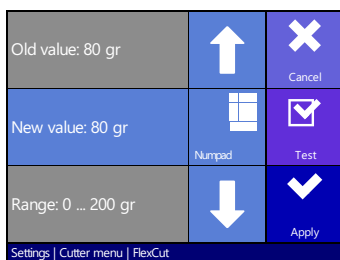 Old value: 80 gr
Cancel
New value: 80 gr
Numpad
Test
Range: 0 ... 200 gr
Apply
Settings | Cutter menu | FlexCut